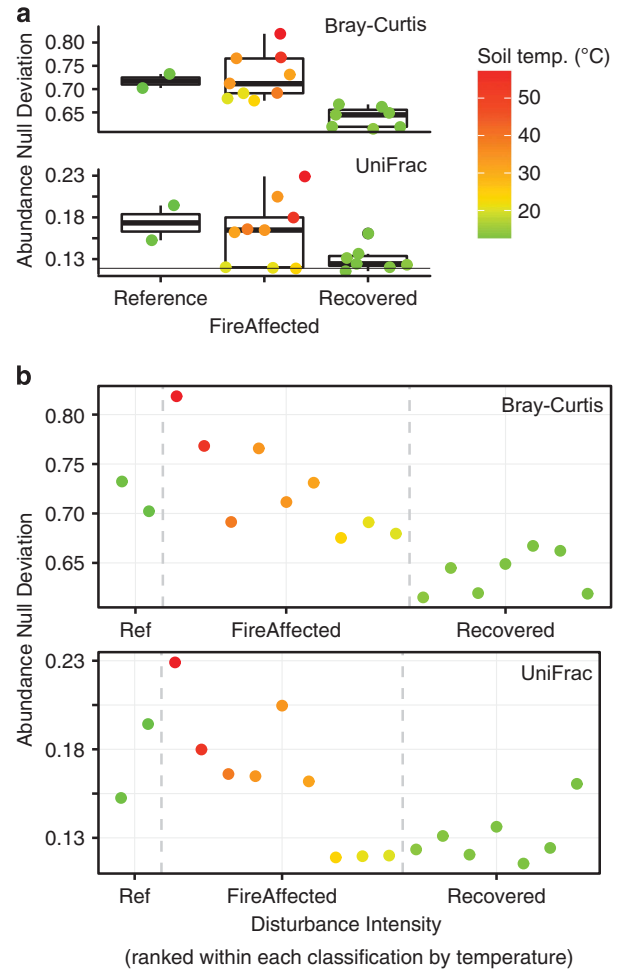 a
Bray-Curtis
Abundance Null Deviation
0.80
0.75
0.70
0.65
UniFrac
0.23
0.18
0.13
Reference
Recovered
FireAffected
Soil temp. (°C)
50
40
30
20
b
Bray-Curtis
Abundance Null Deviation
0.80
0.75
0.70
0.65
Ref
FireAffected
Recovered
UniFrac
0.23
0.18
0.13
Ref
FireAffected
Recovered
Disturbance Intensity
(ranked within each classification by temperature)